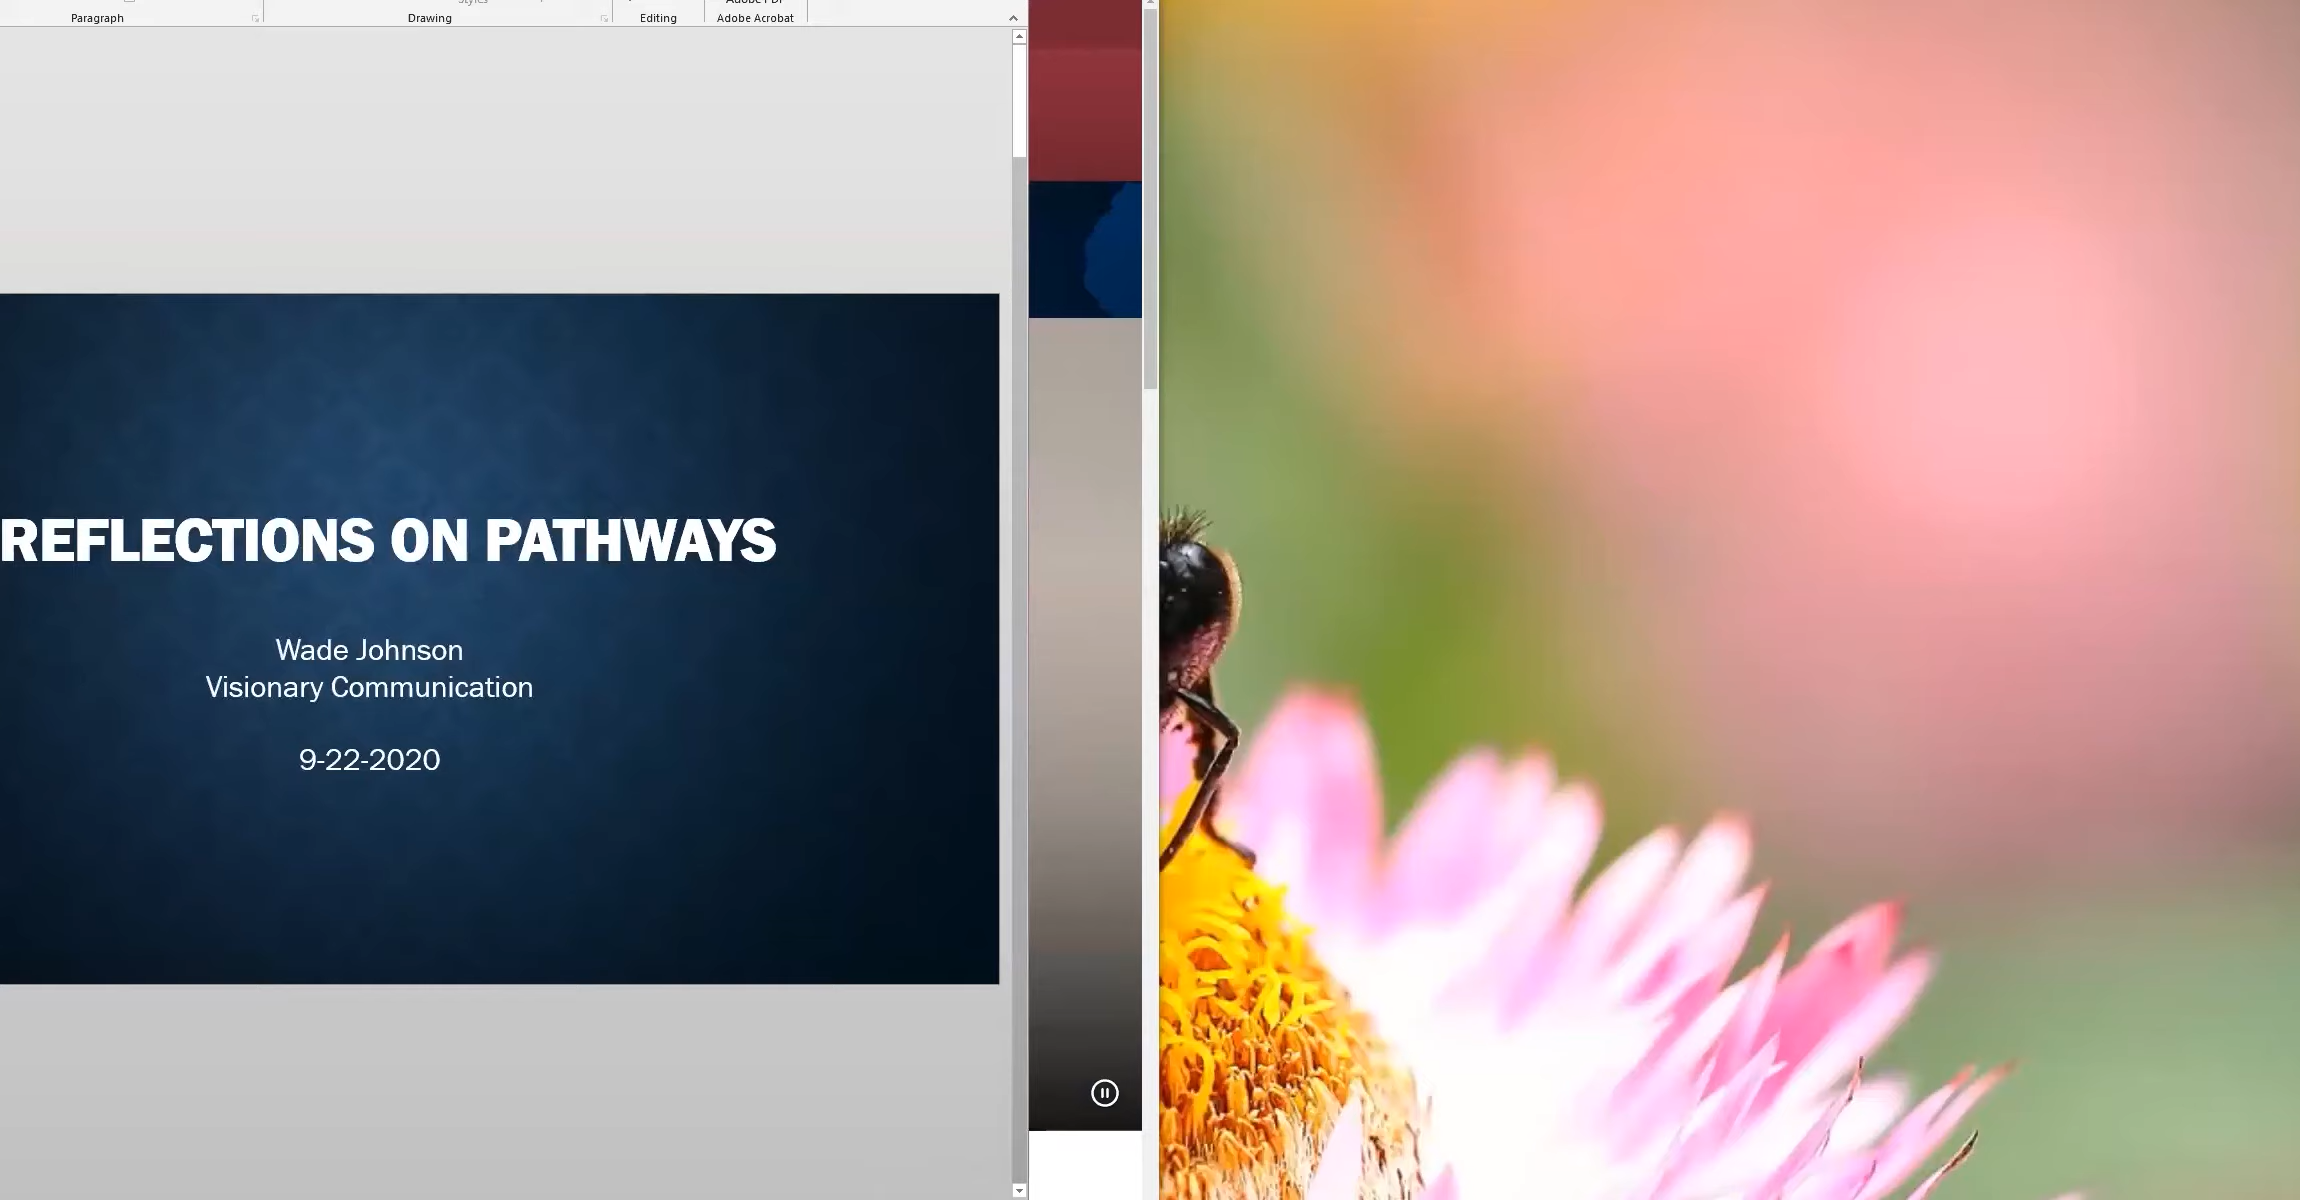 Paragraph
Drawing
Editing
Adobe Acrobat
REFLECTIONS ON PATHWAYS
Wade Johnson
Visionary Communication
9-22-2020